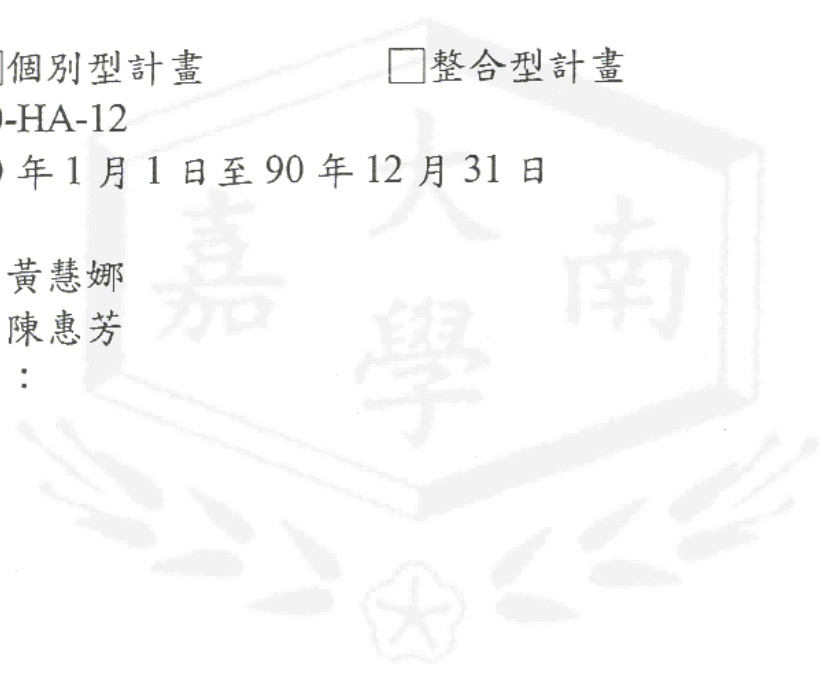 □個別型計畫 □整合型計畫
-HA-12
年 1 月 1 日至 90 年 12 月 31 日
黃慧娜
陳惠芳
：
大
嘉 南
學